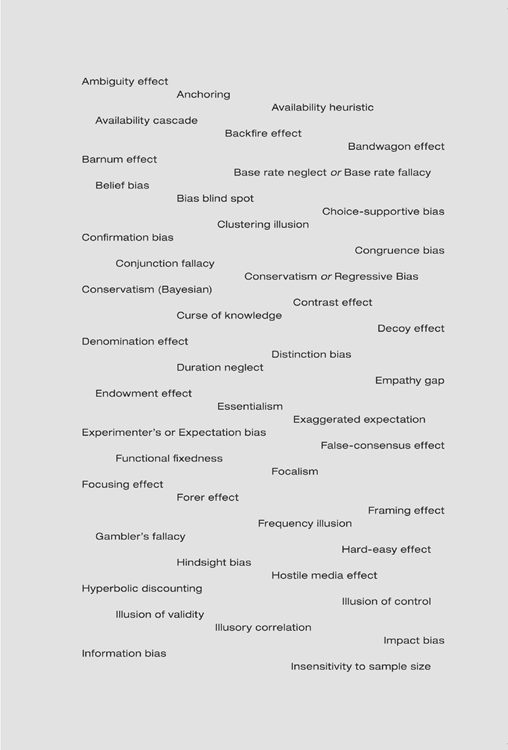 Ambiguity effect
Anchoring
Availability heuristic
Availability cascade
Backfire effect
Bandwagon effect
Barnum effect
Base rate neglect or Base rate fallacy
Belief bias
Bias blind spot
Choice-supportive bias
Clustering illusion
Confirmation bias
Congruence bias
Conjunction fallacy
Conservatism or Regressive Bias
Conservatism (Bayesian)
Contrast effect
Curse of knowledge
Decoy effect
Denomination effect
Distinction bias
Duration neglect
Empathy gap
Endowment effect
Essentialism
Exaggerated expectation
Experimenter's or Expectation bias
False-consensus effect
Functional fixedness
Focalism
Focusing effect
Forer effect
Framing effect
Frequency illusion
Gambler's fallacy
Hard-easy effect
Hindsight bias
Hostile media effect
Hyperbolic discounting
Illusion of control
Illusion of validity
Illusory correlation
Impact bias
Information bias
Insensitivity to sample size